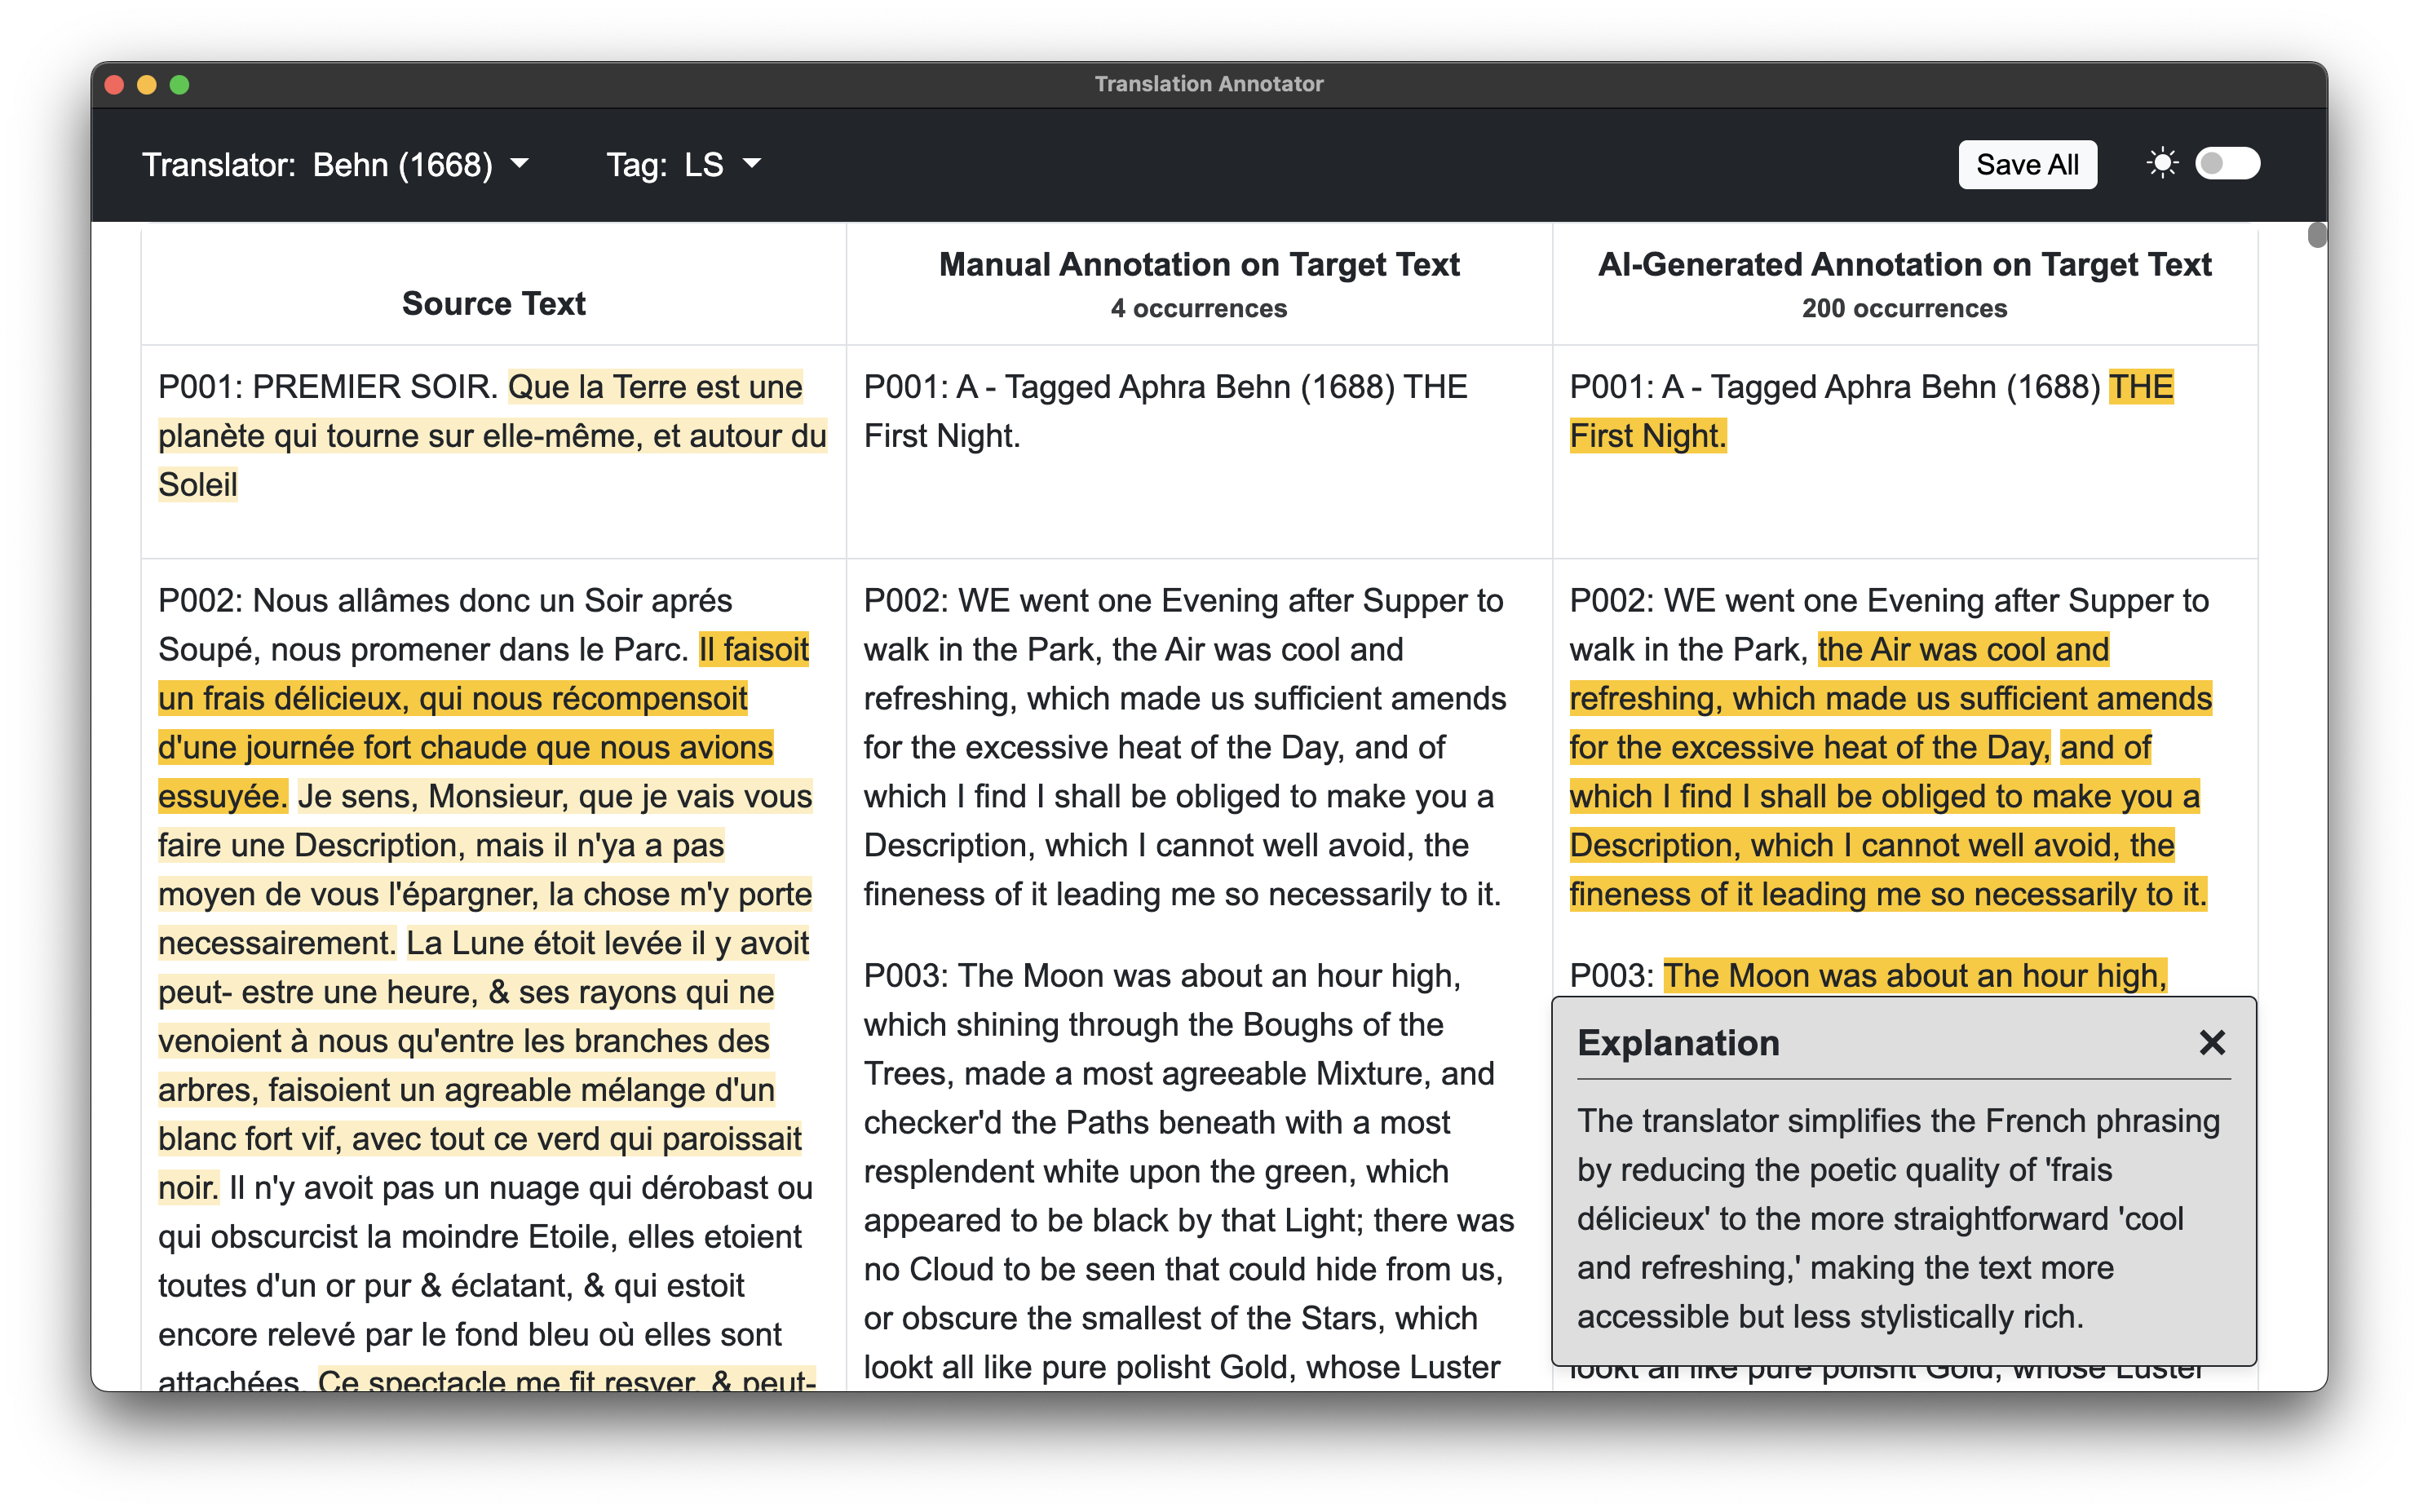 Translation Annotator
Translator: Behn (1668)
Tag: LS
Save All
Source Text
Manual Annotation on Target Text
4 occurrences
AI-Generated Annotation on Target Text
200 occurrences
P001: PREMIER SOIR. Que la Terre est une
planète qui tourne sur elle-même, et autour du
Soleil
P001: A - Tagged Aphra Behn (1688) THE
First Night.
P001: A - Tagged Aphra Behn (1688) THE
First Night.
P002: Nous allâmes donc un Soir aprés
Soupé, nous promener dans le Parc. Il faisoit
un frais délicieux, qui nous récompensoit
d'une journée fort chaude que nous avions
essuyée. Je sens, Monsieur, que je vais vous
faire une Description, mais il n'ya a pas
moyen de vous l'épargner, la chose m'y porte
necessairement. La Lune étoit levée il y avoit
peut- estre une heure, & ses rayons qui ne
venoient à nous qu'entre les branches des
arbres, faisoient un agreable mélange d'un
blanc fort vif, avec tout ce verd qui paroissait
noir. Il n'y avoit pas un nuage qui dérobast ou
qui obscurcist la moindre Etoile, elles etoient
toutes d'un or pur & éclatant, & qui estoit
encore relevé par le fond bleu où elles sont
attachées. Ce spectacle me fit resver, & peut-
P002: WE went one Evening after Supper to
walk in the Park, the Air was cool and
refreshing, which made us sufficient amends
for the excessive heat of the Day, and of
which I find I shall be obliged to make you a
Description, which I cannot well avoid, the
fineness of it leading me so necessarily to it.
P003: The Moon was about an hour high,
which shining through the Boughs of the
Trees, made a most agreeable Mixture, and
checker'd the Paths beneath with a most
resplendent white upon the green, which
appeared to be black by that Light; there was
no Cloud to be seen that could hide from us,
or obscure the smallest of the Stars, which
lookt all like pure polisht Gold, whose Luster
P002: WE went one Evening after Supper to
walk in the Park, the Air was cool and
refreshing, which made us sufficient amends
for the excessive heat of the Day, and of
which I find I shall be obliged to make you a
Description, which I cannot well avoid, the
fineness of it leading me so necessarily to it.
P003: The Moon was about an hour high,
Explanation
The translator simplifies the French phrasing
by reducing the poetic quality of 'frais
délicieux' to the more straightforward 'cool
and refreshing,' making the text more
accessible but less stylistically rich.
lookt all like pure polisht Gold, whose Luster